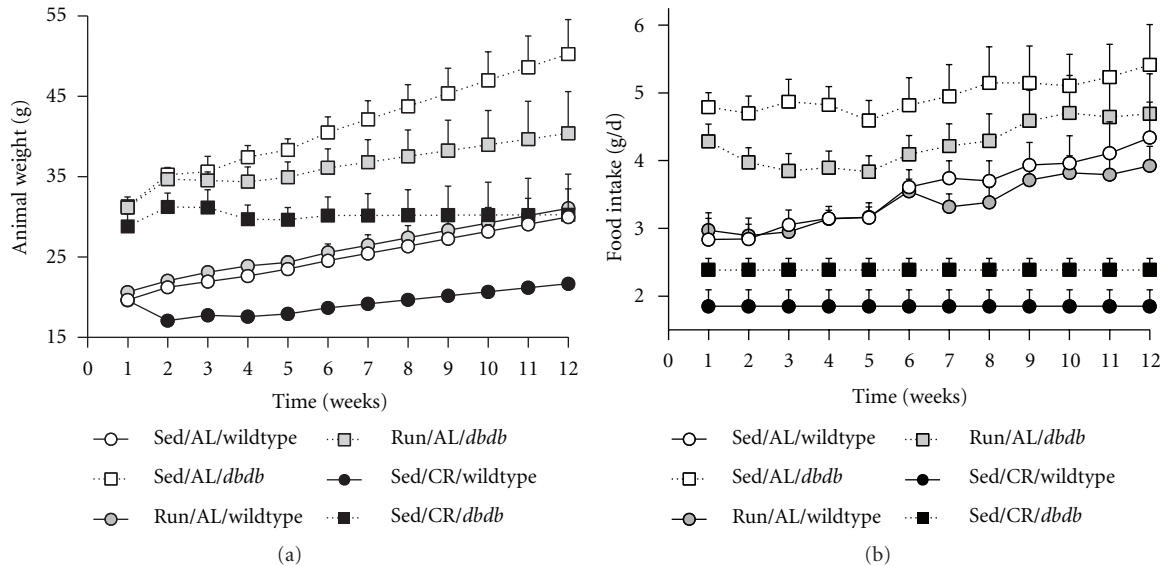 55
45
35
25
15
Animal weight (g)
0 1 2 3 4 5 6 7 8 9 10 11 12
Time (weeks)
Sed/AL/wildtype
Run/AL/dbdb
Sed/AL/dbdb
Sed/CR/wildtype
Run/AL/wildtype
Sed/CR/dbdb
(a)
6
5
4
3
2
Food intake (g/d)
0 1 2 3 4 5 6 7 8 9 10 11 12
Time (weeks)
Sed/AL/wildtype
Run/AL/dbdb
Sed/AL/dbdb
Sed/CR/wildtype
Run/AL/wildtype
Sed/CR/dbdb
(b)